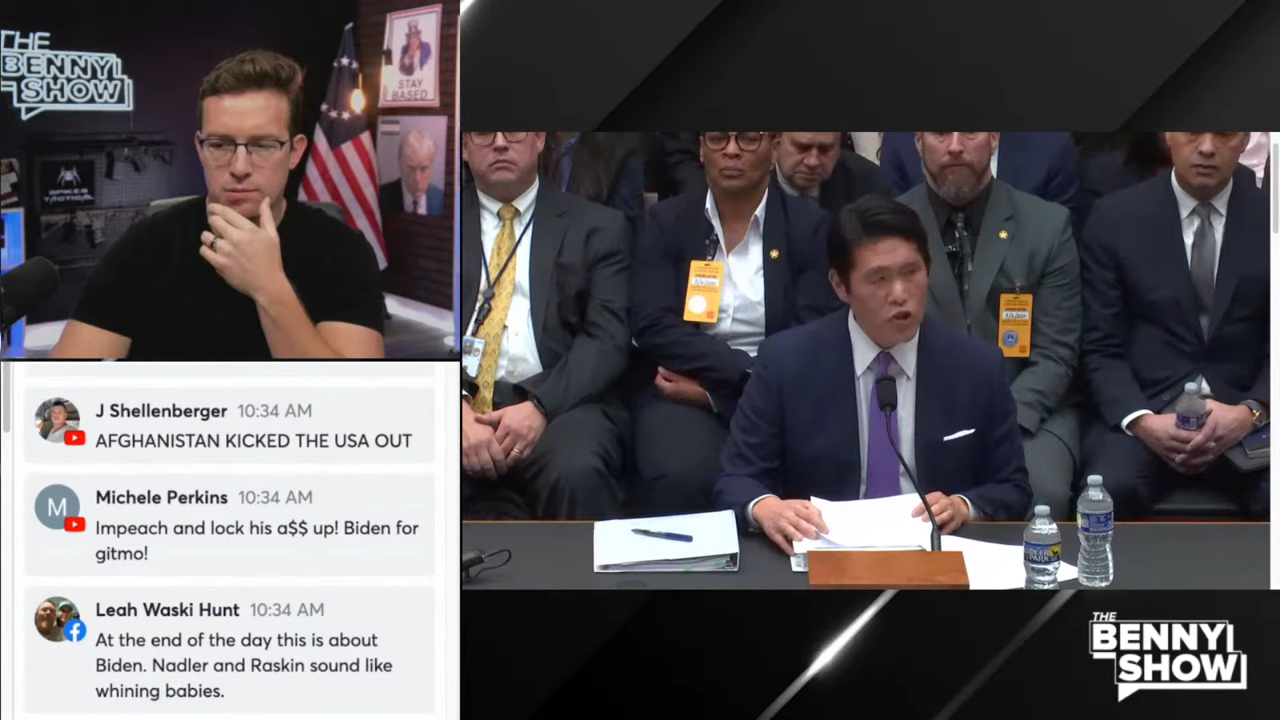 THE
BENNY
SHOW
STAY
BASED
SPIKES
TACTICAL
J Shellenberger 10:34 AM
AFGHANISTAN KICKED THE USA OUT
M
Michele Perkins 10:34 AM
Impeach and lock his a$$ up! Biden for
gitmo!
Leah Waski Hunt 10:34 AM
At the end of the day this is about
Biden. Nadler and Raskin sound like
whining babies.
THE
BENNY
SHOW